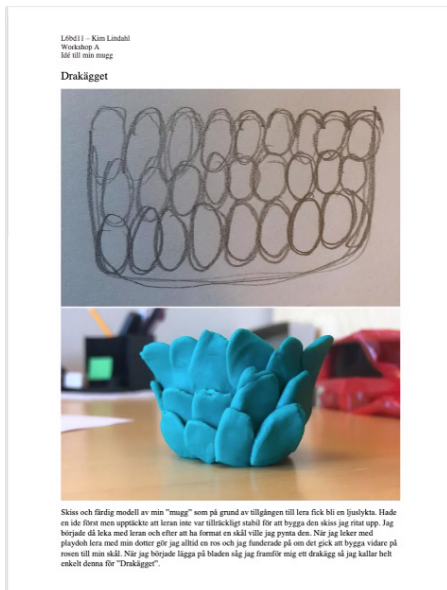 L6bd11 – Kim Lindahl
Workshop A
Idé till min mugg
Drakägget
Skiss och färdig modell av min "mugg" som på grund av tillgången till lera fick bli en ljuslykta. Hade
en ide först men upptäckte att leran inte var tillräckligt stabil för att bygga den skiss jag ritat upp. Jag
började då leka med leran och efter att ha format en skål ville jag pynta den. När jag leker med
playdoh lera med min dotter gör jag alltid en ros och jag funderade på om det gick att bygga vidare på
rosen till min skål. När jag började lägga på bladen såg jag framför mig ett drakägg så jag kallar helt
enkelt denna för "Drakägget".